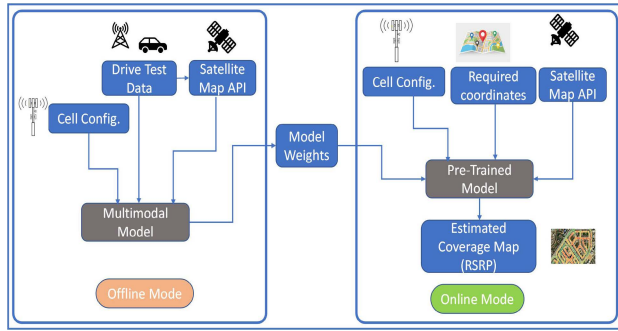 Drive Test
Data
Satellite
Map API
Cell Config.
Multimodal
Model
Offline Mode
Model
Weights
Cell Config.
Required
coordinates
Satellite
Map API
Pre-Trained
Model
Estimated
Coverage Map
(RSRP)
Online Mode